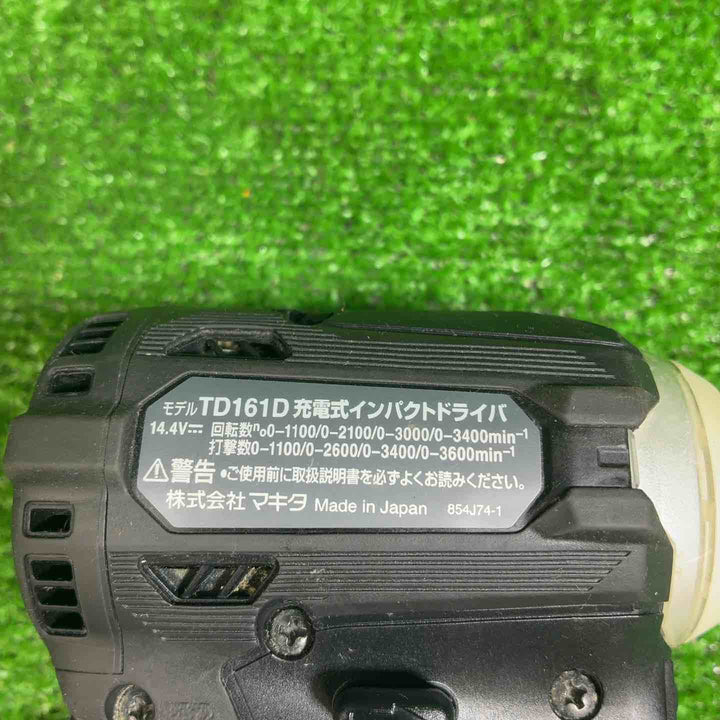 モデル TD161D 充電式インパクトドライバ
14.4V⎓ 回転数n₀0-1100/0-2100/0-3000/0-3400min⁻¹
打撃数0-1100/0-2600/0-3400/0-3600min⁻¹
⚠警告 •ご使用前に取扱説明書を必ずよくお読みください。
株式会社 マキタ Made in Japan 854J74-1